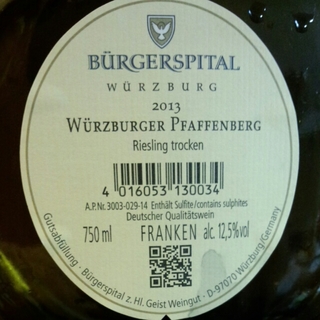 BÜRGERSPITAL
WÜRZBURG
2013
WÜRZBURGER PFAFFENBERG
Riesling trocken
4 016053 130034
A.P.Nr. 3003-029-14 Enthält Sulfite/contains sulphites
Deutscher Qualitätswein
750 ml FRANKEN alc. 12,5% vol
Gutsabfüllung - Bürgerspital z. Hl. Geist Weingut - D-97070 Würzburg/Germany